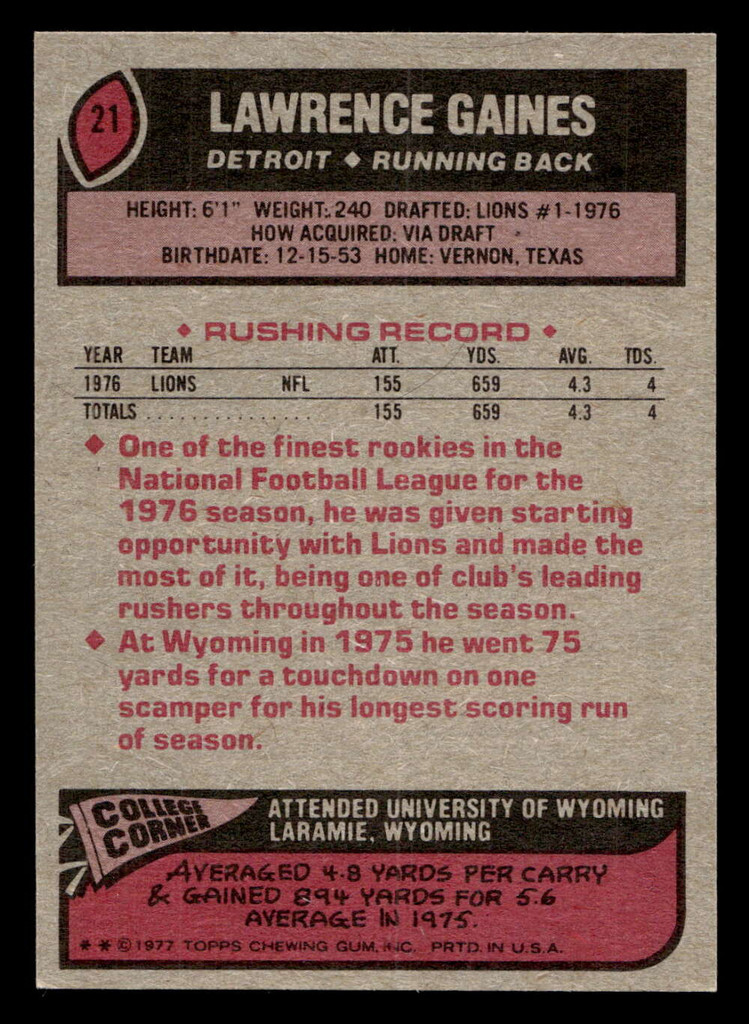 21
LAWRENCE GAINES
DETROIT ◆ RUNNING BACK
HEIGHT: 6'1" WEIGHT: 240 DRAFTED: LIONS #1-1976
HOW ACQUIRED: VIA DRAFT
BIRTHDATE: 12-15-53 HOME: VERNON, TEXAS
◆ RUSHING RECORD ◆
YEAR TEAM ATT. YDS. AVG. TDS.
1976 LIONS NFL 155 659 4.3 4
TOTALS . . . . . . . . . . . . . . . 155 659 4.3 4
◆ One of the finest rookies in the
National Football League for the
1976 season, he was given starting
opportunity with Lions and made the
most of it, being one of club's leading
rushers throughout the season.
◆ At Wyoming in 1975 he went 75
yards for a touchdown on one
scamper for his longest scoring run
of season.
COLLEGE
CORNER
ATTENDED UNIVERSITY OF WYOMING
LARAMIE, WYOMING
AVERAGED 4.8 YARDS PER CARRY
& GAINED 894 YARDS FOR 5.6
AVERAGE IN 1975.
* * © 1977 TOPPS CHEWING GUM, INC. PRTD. IN U.S.A.